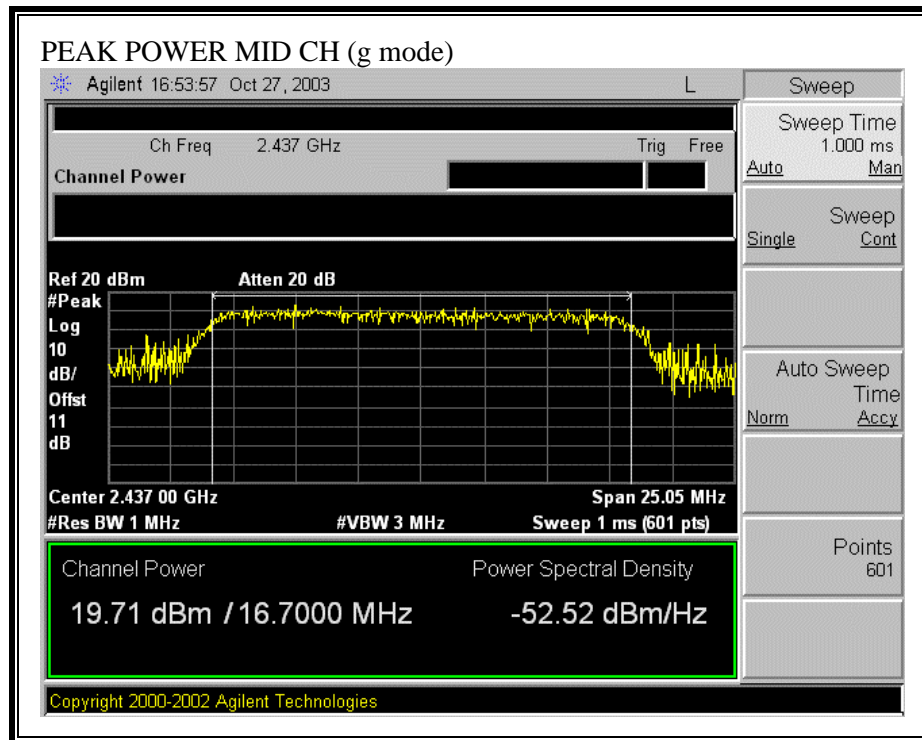 PEAK POWER MID CH (g mode)
Agilent 16:53:57 Oct 27, 2003 L
Sweep
Ch Freq 2.437 GHz Trig Free
Channel Power
Sweep Time
1.000 ms
Auto Man
Sweep
Single Cont
Ref 20 dBm Atten 20 dB
#Peak
Log
10
dB/
Offst
11
dB
Auto Sweep
Time
Norm Accy
Center 2.437 00 GHz Span 25.05 MHz
#Res BW 1 MHz #VBW 3 MHz Sweep 1 ms (601 pts)
Points
601
Channel Power Power Spectral Density
19.71 dBm / 16.7000 MHz -52.52 dBm/Hz
Copyright 2000-2002 Agilent Technologies